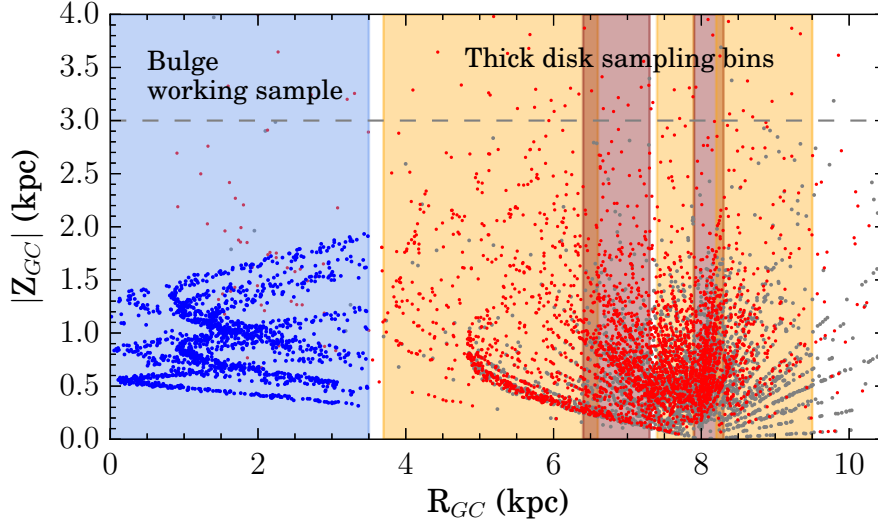 4.0
3.5
3.0
2.5
2.0
1.5
1.0
0.5
0.0
|Z_GC| (kpc)
Bulge
working sample
Thick disk sampling bins
0 2 4 6 8 10
R_GC (kpc)